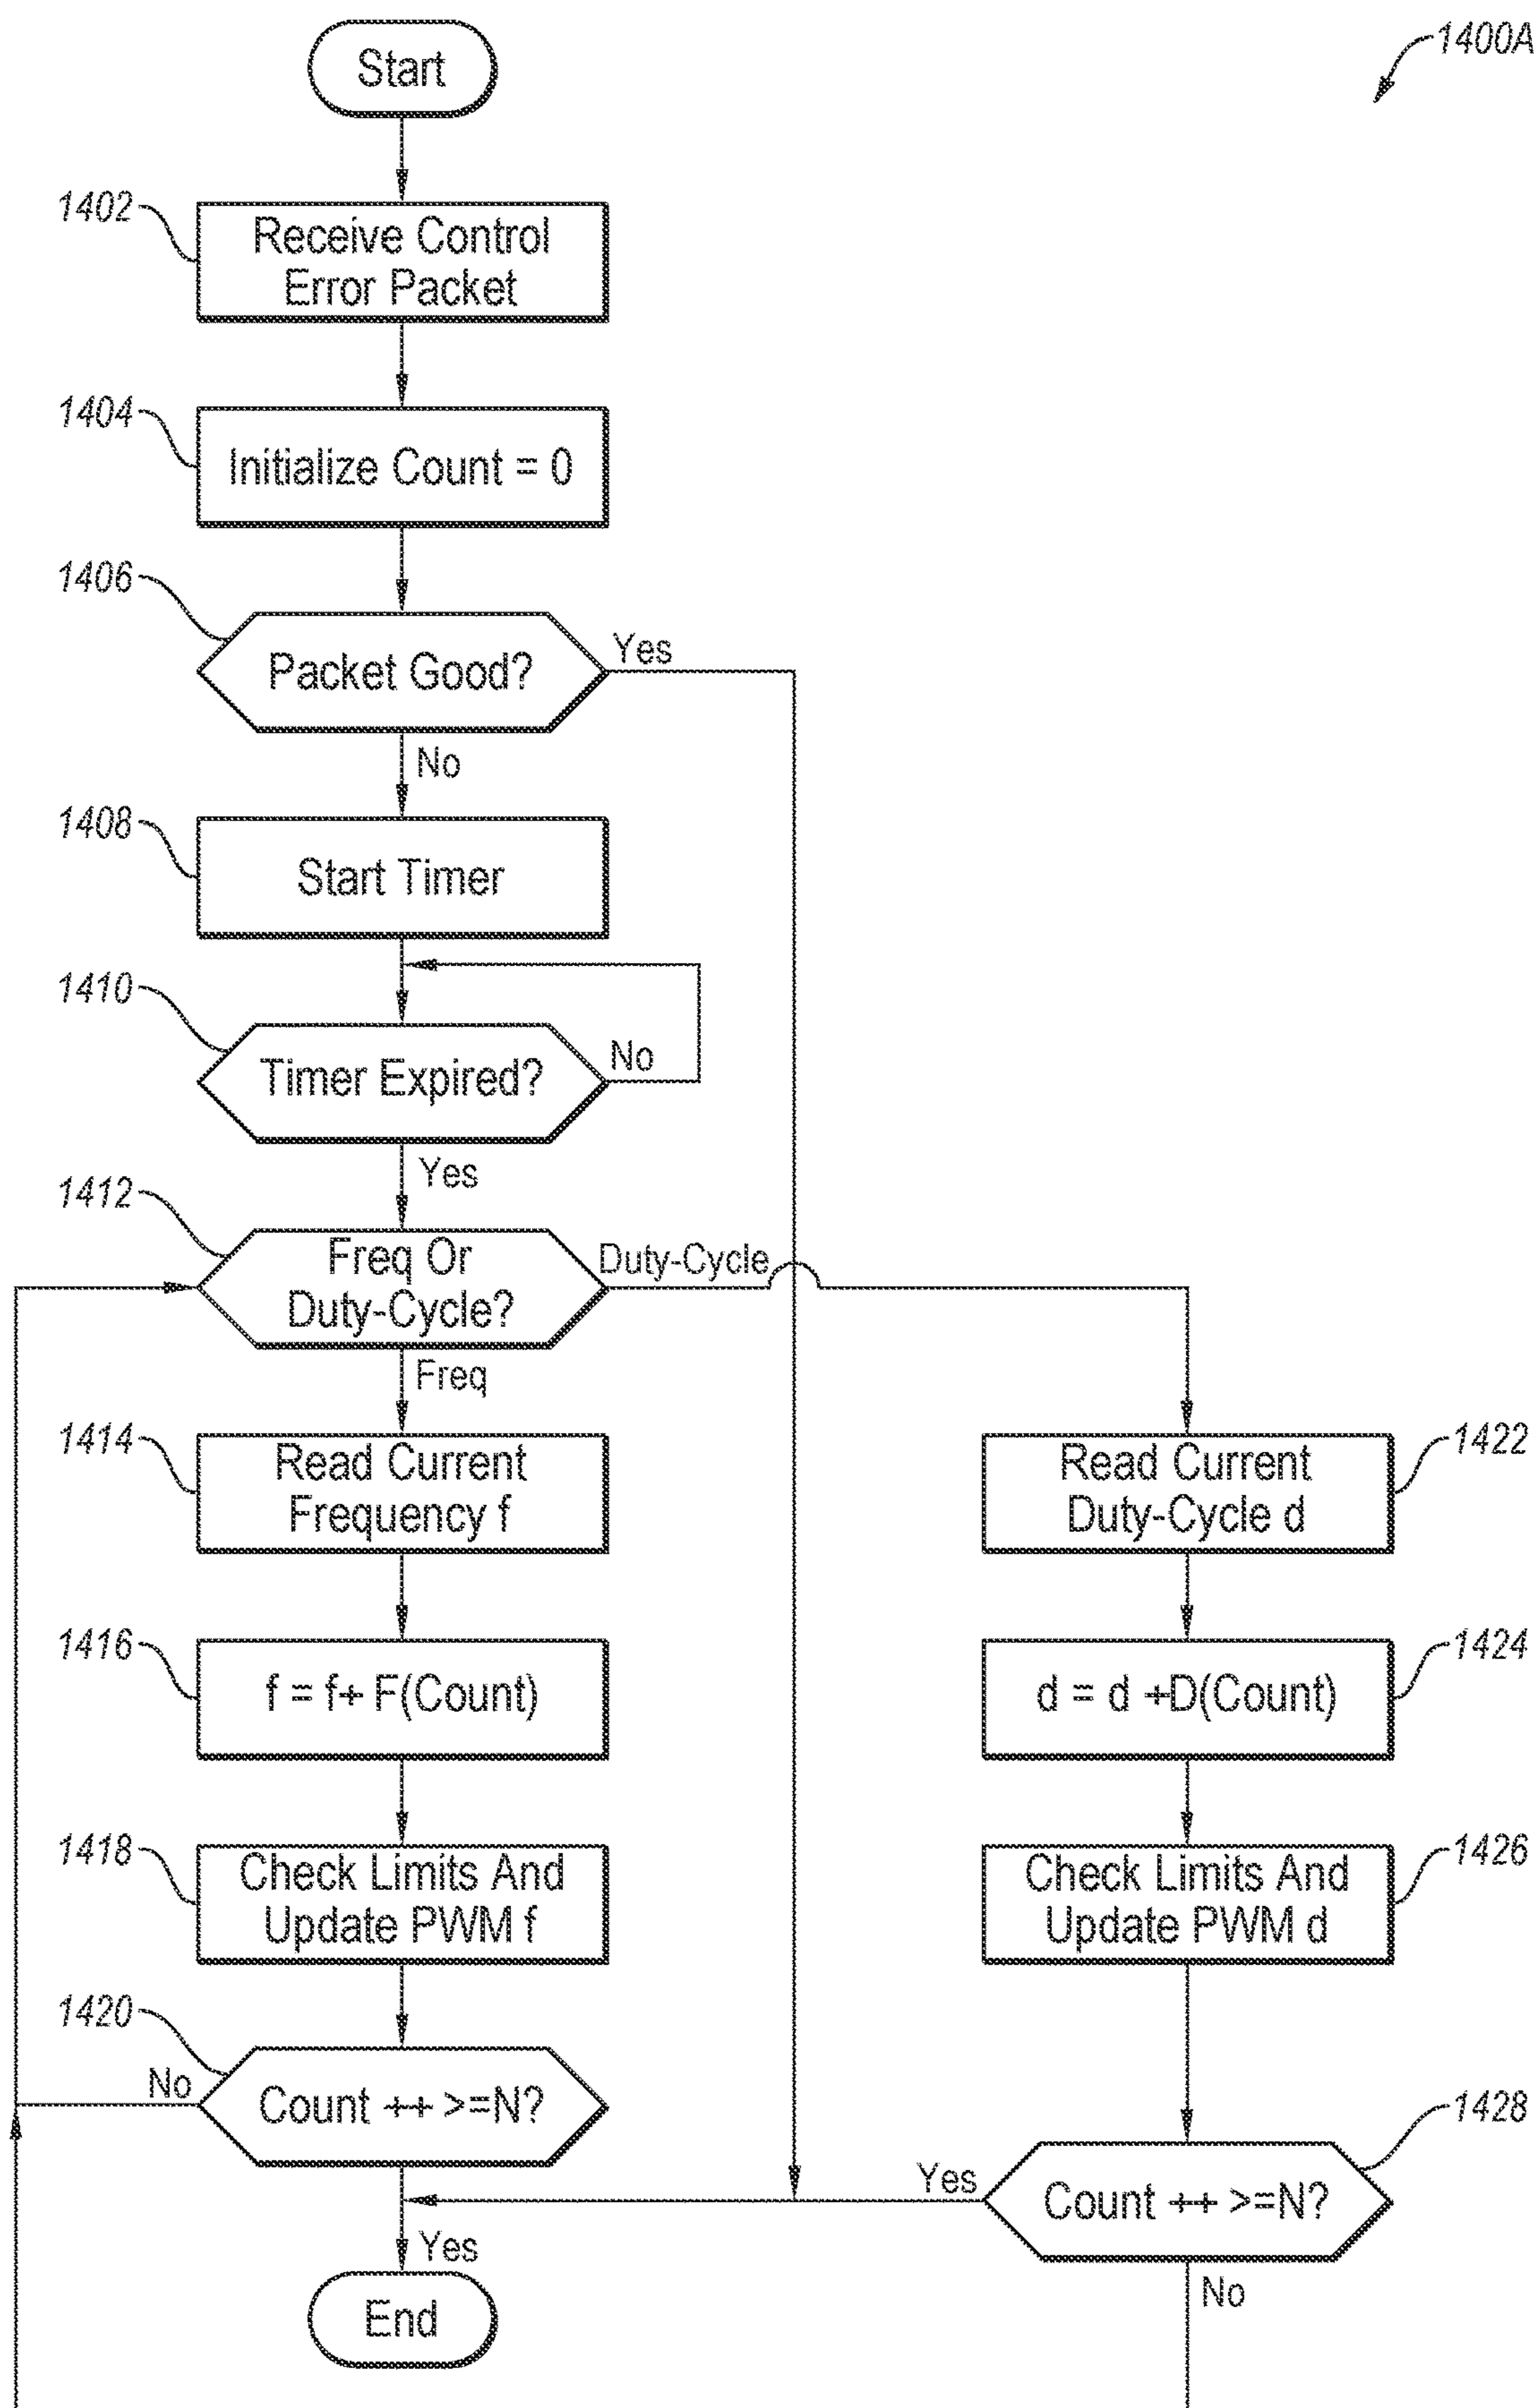 1400A
Start
1402
Receive Control
Error Packet
1404
Initialize Count = 0
1406
Packet Good?
Yes
No
1408
Start Timer
1410
Timer Expired?
No
Yes
1412
Freq Or
Duty-Cycle?
Duty-Cycle
Freq
1414
Read Current
Frequency f
1422
Read Current
Duty-Cycle d
1416
f = f+ F(Count)
1424
d = d +D(Count)
1418
Check Limits And
Update PWM f
1426
Check Limits And
Update PWM d
1420
No
Count ++ >=N?
1428
Yes
Count ++ >=N?
Yes
No
End